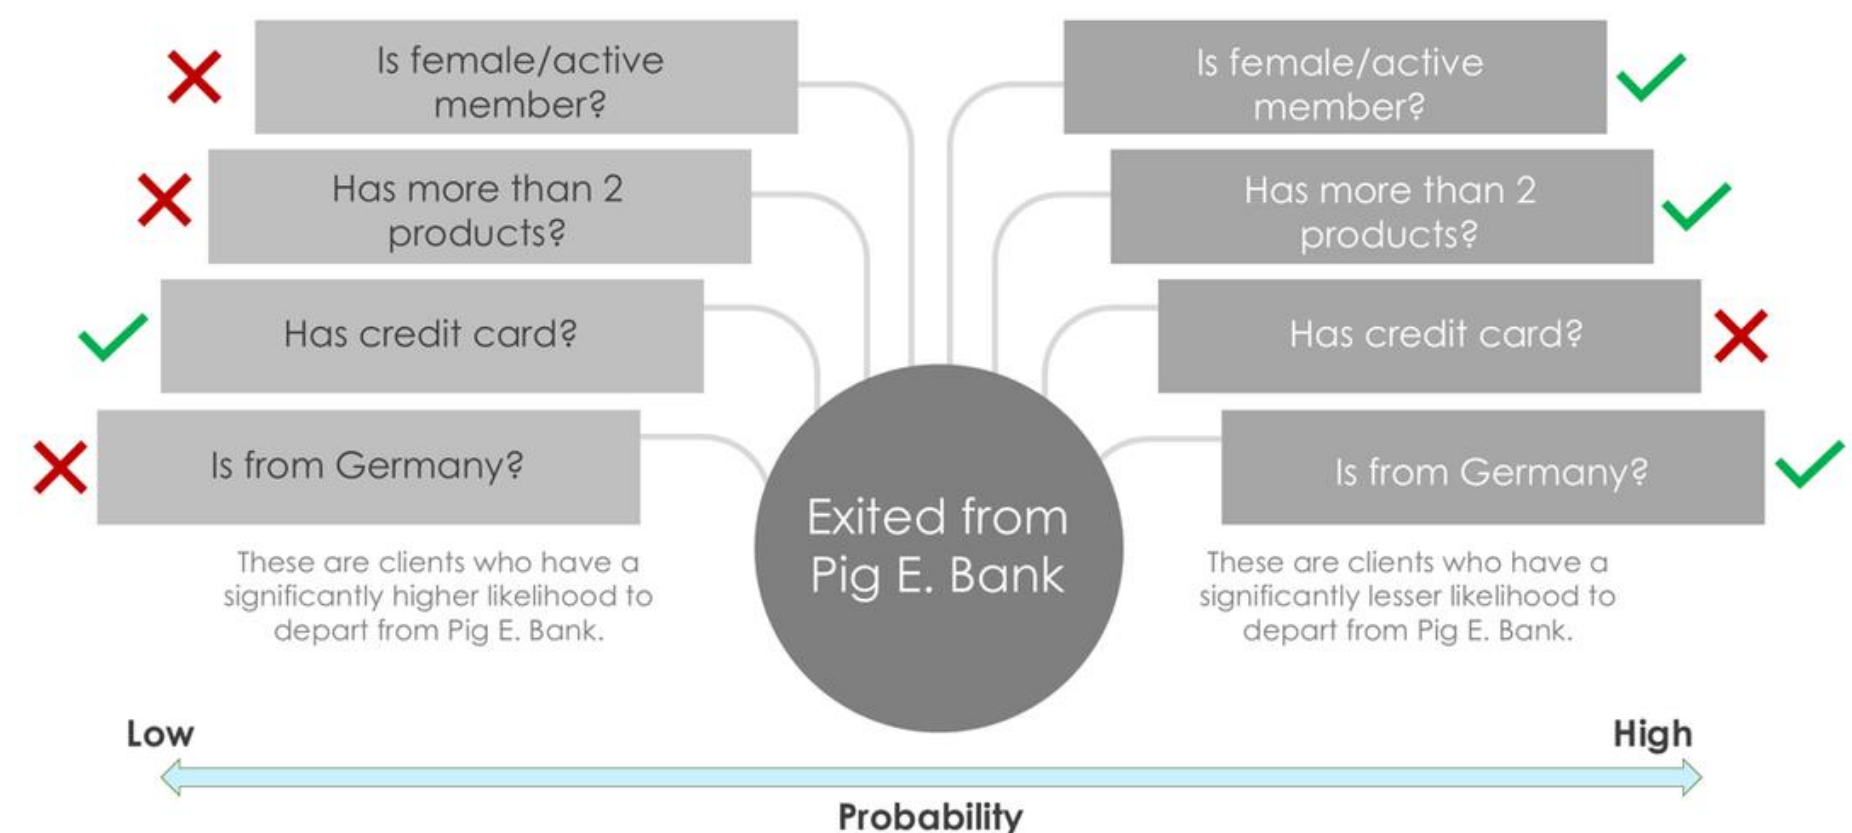 Is female/active
member?
Has more than 2
products?
Has credit card?
Is from Germany?
These are clients who have a
significantly higher likelihood to
depart from Pig E. Bank.
Exited from
Pig E. Bank
Is female/active
member?
Has more than 2
products?
Has credit card?
Is from Germany?
These are clients who have a
significantly lesser likelihood to
depart from Pig E. Bank.
Low
High
Probability